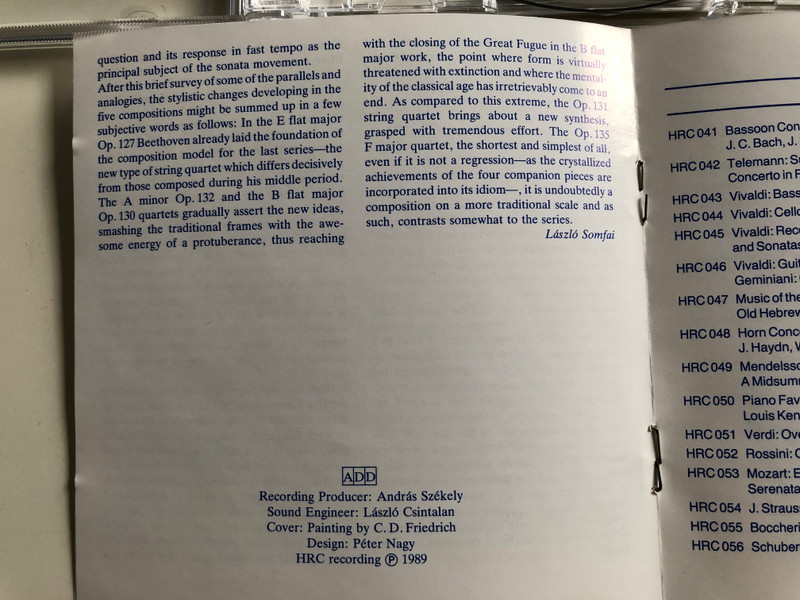 question and its response in fast tempo as the
principal subject of the sonata movement.
After this brief survey of some of the parallels and
analogies, the stylistic changes developing in the
five compositions might be summed up in a few
subjective words as follows: In the E flat major
Op. 127 Beethoven already laid the foundation of
the composition model for the last series—the
new type of string quartet which differs decisively
from those composed during his middle period.
The A minor Op. 132 and the B flat major
Op. 130 quartets gradually assert the new ideas,
smashing the traditional frames with the awe-
some energy of a protuberance, thus reaching
with the closing of the Great Fugue in the B flat
major work, the point where form is virtually
threatened with extinction and where the mental-
ity of the classical age has irretrievably come to an
end. As compared to this extreme, the Op. 131
string quartet brings about a new synthesis,
grasped with tremendous effort. The Op. 135
F major quartet, the shortest and simplest of all,
even if it is not a regression—as the crystallized
achievements of the four companion pieces are
incorporated into its idiom—, it is undoubtedly a
composition on a more traditional scale and as
such, contrasts somewhat to the series.
László Somfai
ADD
Recording Producer: András Székely
Sound Engineer: László Csintalan
Cover: Painting by C. D. Friedrich
Design: Péter Nagy
HRC recording Ⓟ 1989
HRC 041 Bassoon Con
J. C. Bach, J.
HRC 042 Telemann: Su
Concerto in F
HRC 043 Vivaldi: Bass
HRC 044 Vivaldi: Cello
HRC 045 Vivaldi: Reco
and Sonatas
HRC 046 Vivaldi: Guit
Geminiani:
HRC 047 Music of the
Old Hebrew
HRC 048 Horn Conce
J. Haydn, W
HRC 049 Mendelsso
A Midsumm
HRC 050 Piano Fav
Louis Ken
HRC 051 Verdi: Ove
HRC 052 Rossini: O
HRC 053 Mozart: E
Serenata
HRC 054 J. Strauss
HRC 055 Boccheri
HRC 056 Schuber